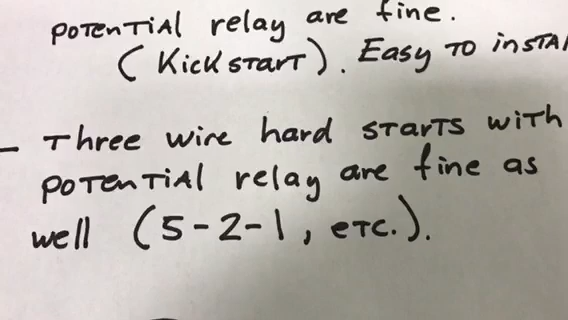 Potential relay are fine.
(Kickstart). Easy to insta
- Three wire hard starts with
potential relay are fine as
well (5-2-1, etc.).